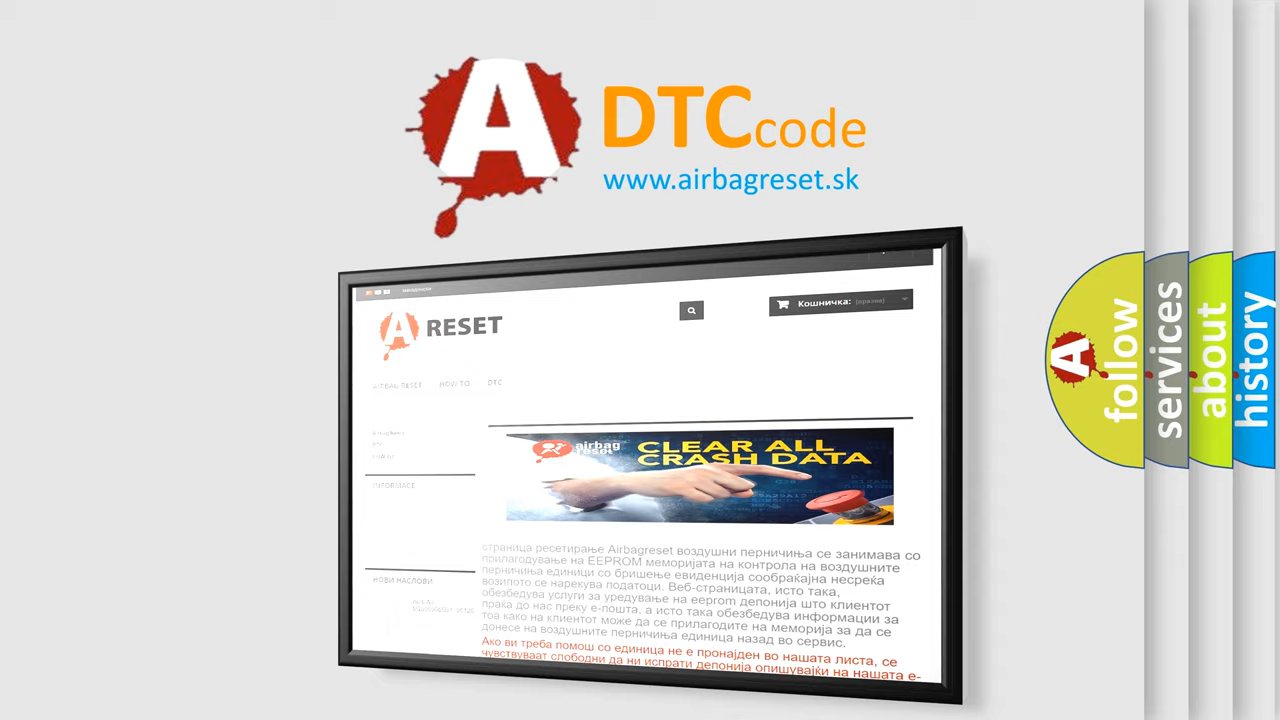 A
DTC code
www.airbagreset.sk
A RESET
Кошничка: (празна)
AIRBAG RESET HOW TO DTC
INFORMACE
НОВИ НАСЛОВИ
airbag reset
CLEAR ALL
CRASH DATA
страница ресетирање Airbagreset воздушни перничиња се занимава со
прилагодување на EEPROM меморијата на контрола на воздушните
перничиња единици со бришење евиденција сообраќајна несреќа
возилото се нарекува податоци. Веб-страницата, исто така,
обезбедува услуги за уредување на eeprom депонија што клиентот
праќа до нас преку е-пошта, а исто така обезбедува информации за
тоа како на клиентот може да се прилагодите на меморија за да се
донесе на воздушните перничиња единица назад во сервис.
Ако ви треба помош со единица не е пронајден во нашата листа, се
чувствуваат слободни да ни испрати депонија опишувајќи на нашата е-
A
follow
services
about
history